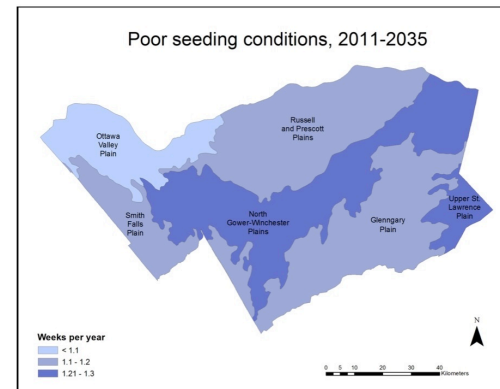 Poor seeding conditions, 2011-2035
Ottawa
Valley
Plain
Russell
and Prescott
Plains
Smith
Falls
Plain
North
Gower-Winchester
Plains
Glenngary
Plain
Upper St.
Lawrence
Plain
Weeks per year
< 1.1
1.1 - 1.2
1.21 - 1.3
N
0 5 10 20 30 40
Kilometers